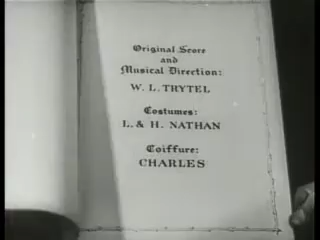 Original Score
and
Musical Direction:
W. L. TRYTEL
Costumes:
L. & H. NATHAN
Coiffure:
CHARLES